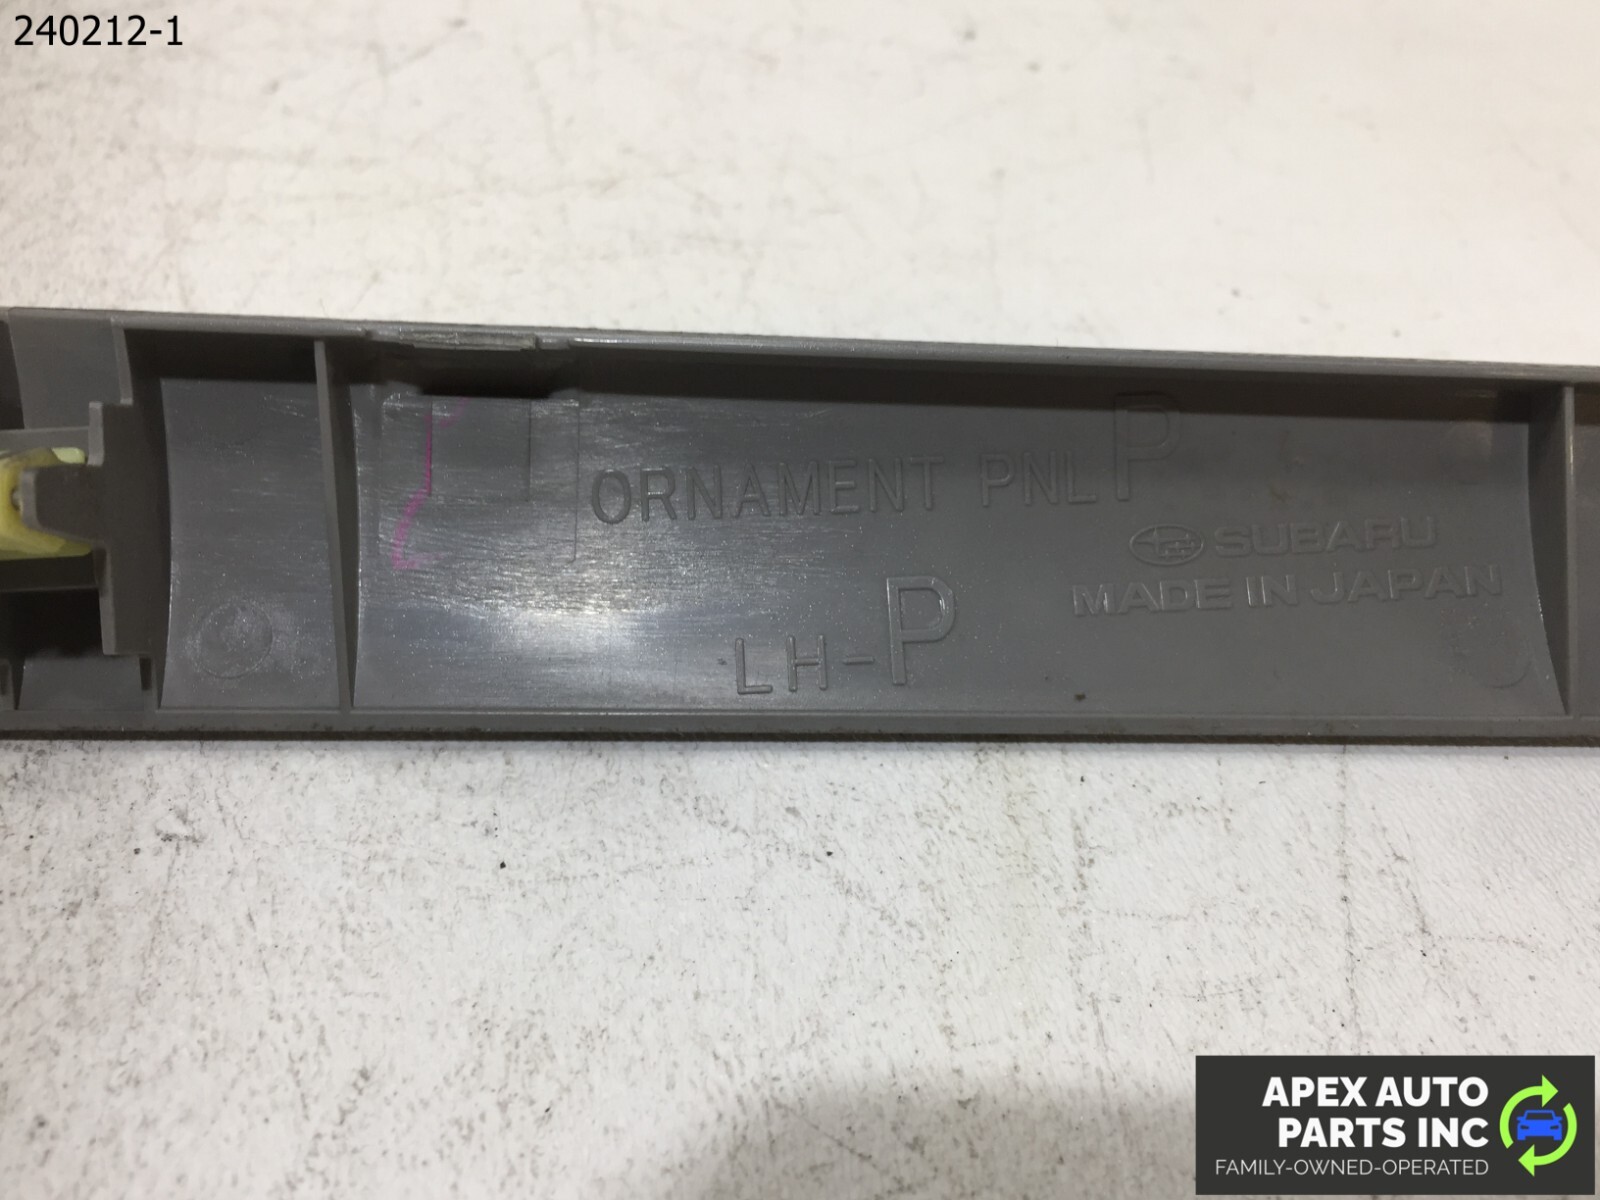 240212-1
ORNAMENT PNL P
SUBARU
MADE IN JAPAN
LH-P
APEX AUTO
PARTS INC
FAMILY-OWNED-OPERATED